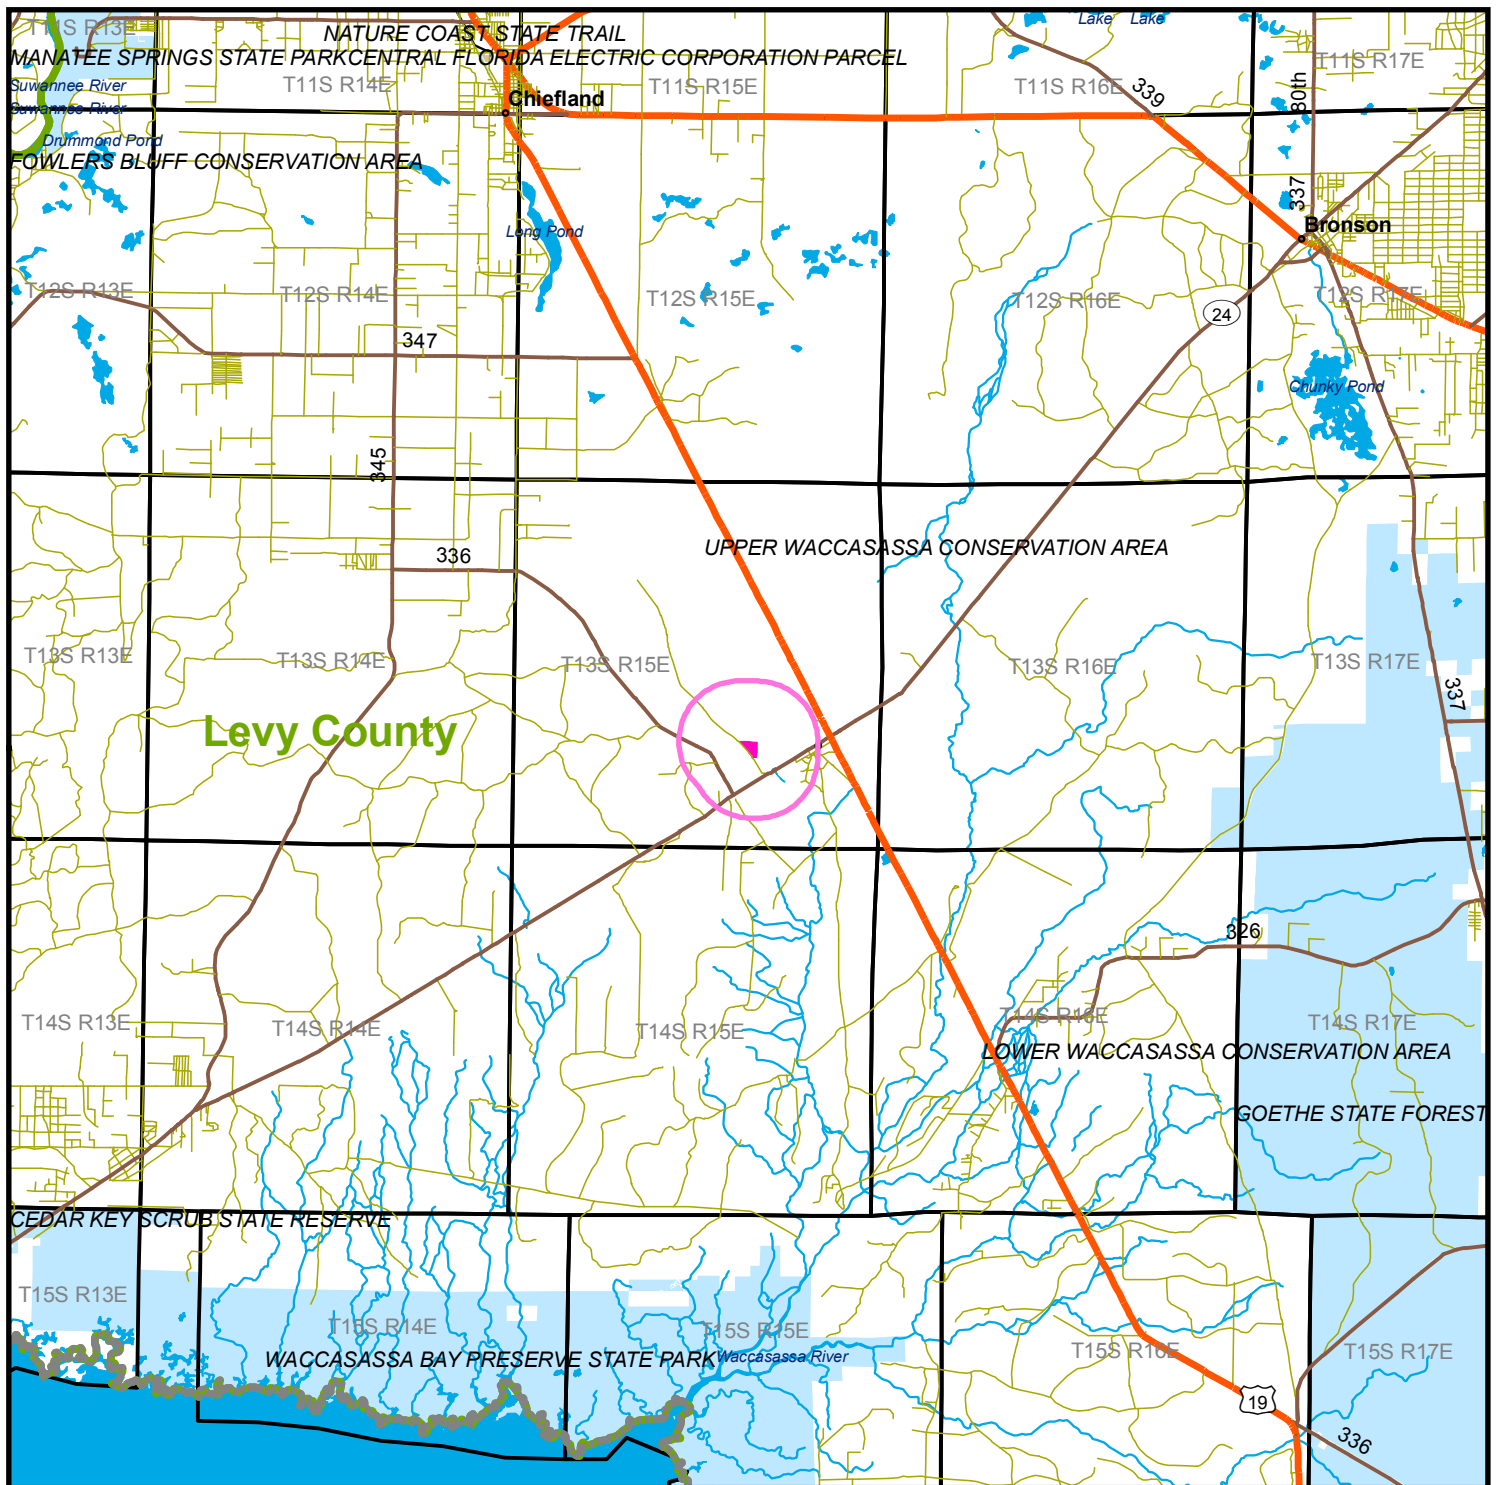 T11S R13E
NATURE COAST STATE TRAIL
Lake
Lake
MANATEE SPRINGS STATE PARK
CENTRAL FLORIDA ELECTRIC CORPORATION PARCEL
T11S R17E
Suwannee River
T11S R14E
T11S R15E
T11S R16E
339
80th
Chiefland
Suwannee River
Drummond Pond
FOWLERS BLUFF CONSERVATION AREA
337
Long Pond
Bronson
T12S R13E
T12S R14E
T12S R15E
T12S R16E
T12S R17E
24
347
Chunky Pond
345
336
UPPER WACCASASSA CONSERVATION AREA
T13S R13E
T13S R14E
T13S R15E
T13S R16E
T13S R17E
337
Levy County
326
T14S R13E
T14S R14E
T14S R15E
T14S R16E
T14S R17E
LOWER WACCASASSA CONSERVATION AREA
GOETHE STATE FOREST
CEDAR KEY SCRUB STATE RESERVE
T15S R13E
T15S R14E
T15S R15E
T15S R16E
T15S R17E
WACCASASSA BAY PRESERVE STATE PARK
Waccasassa River
19
336